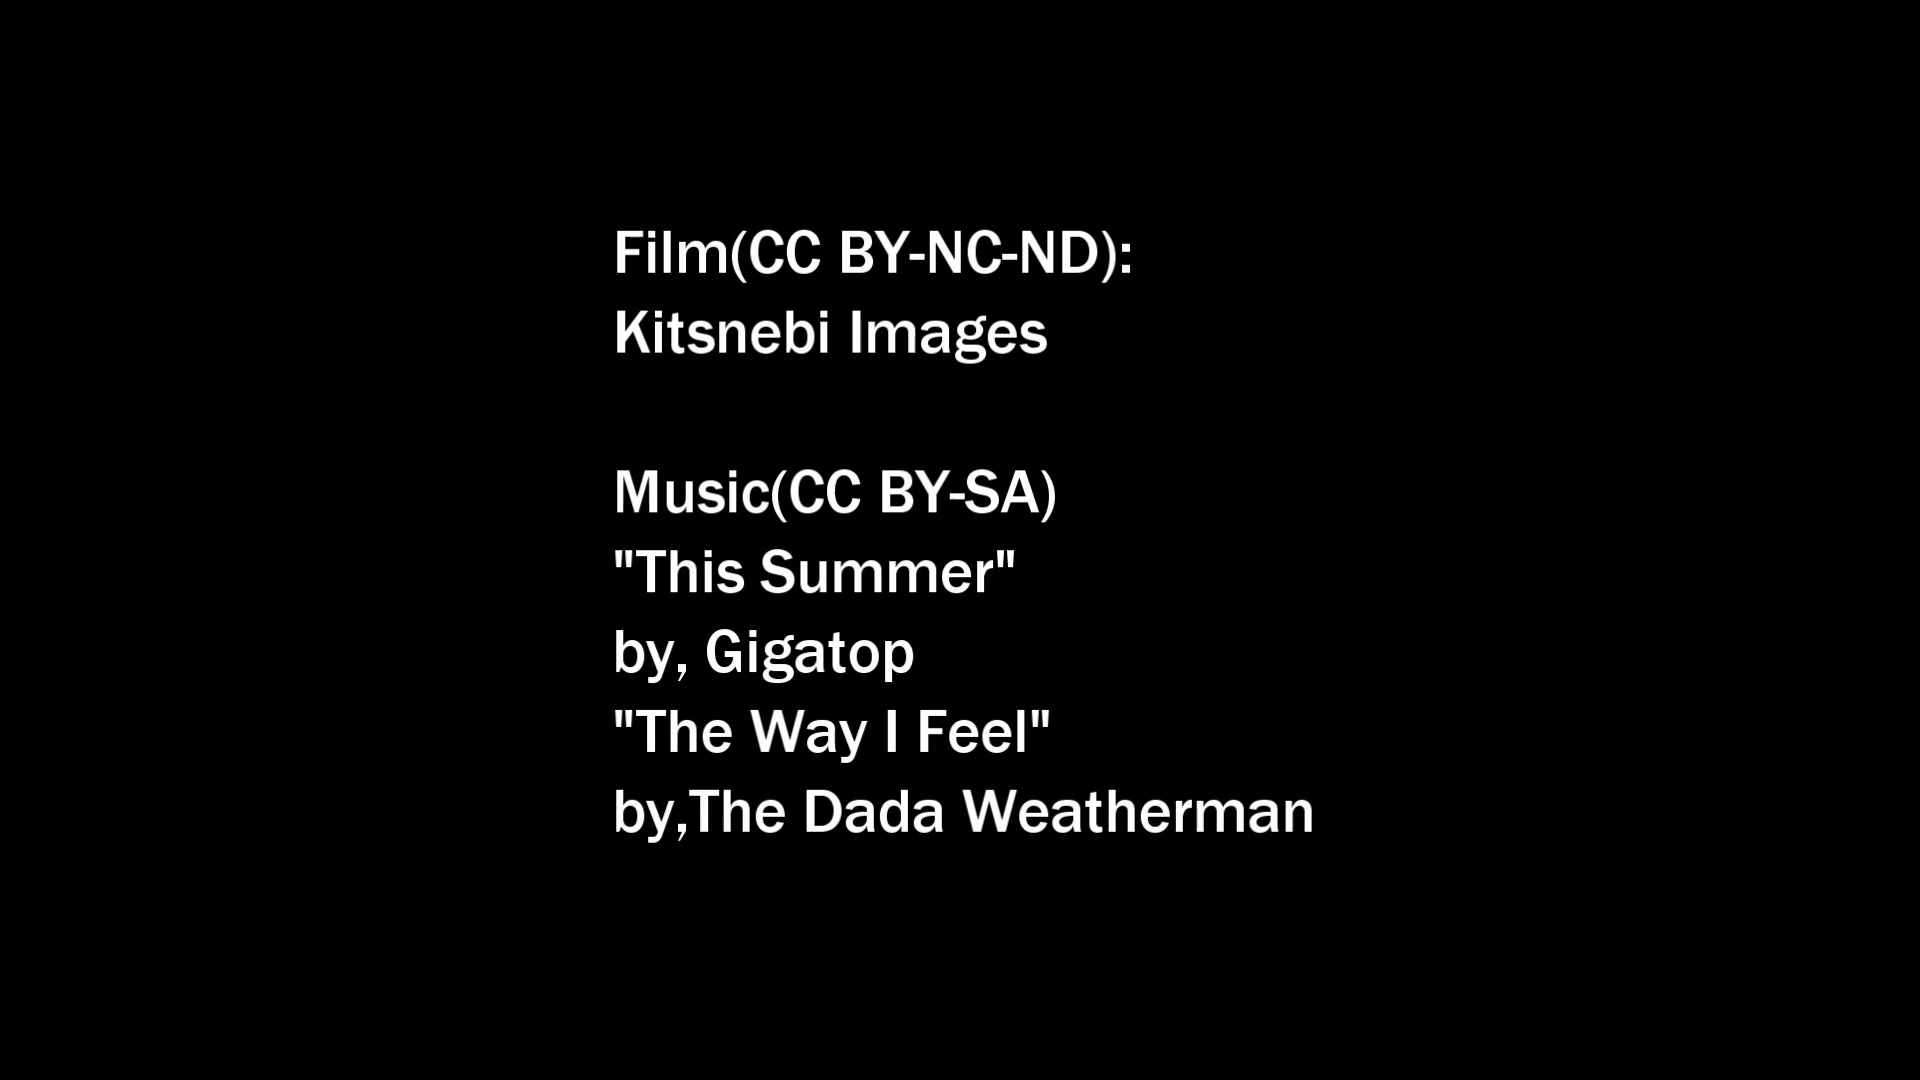 Film(CC BY-NC-ND):
Kitsnebi Images
Music(CC BY-SA)
"This Summer"
by, Gigatop
"The Way I Feel"
by,The Dada Weatherman